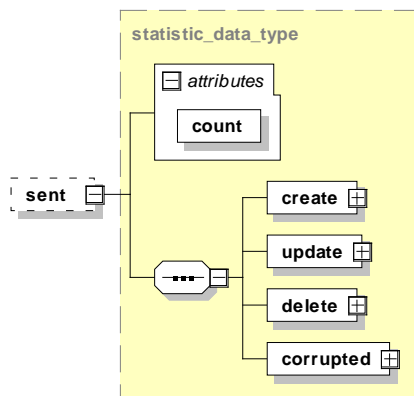 statistic_data_type
attributes
count
sent
create
update
delete
corrupted